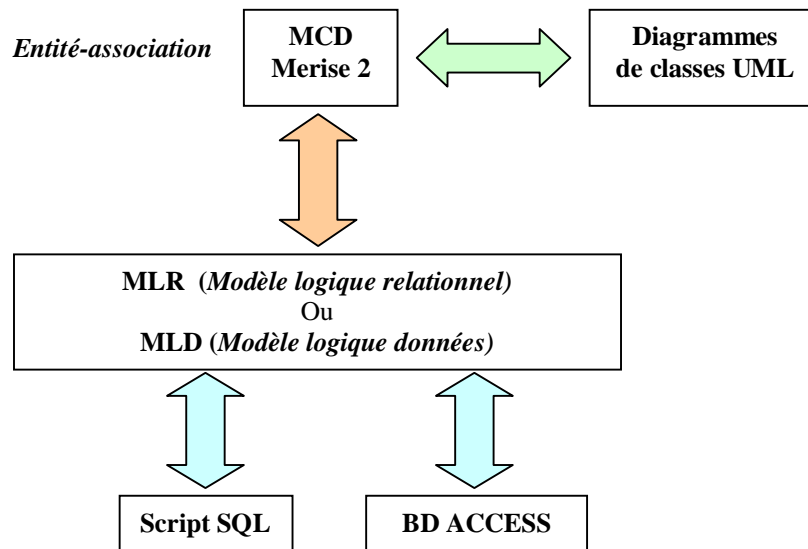 Entité-association
MCD
Merise 2
Diagrammes
de classes UML
MLR (Modèle logique relationnel)
Ou
MLD (Modèle logique données)
Script SQL
BD ACCESS